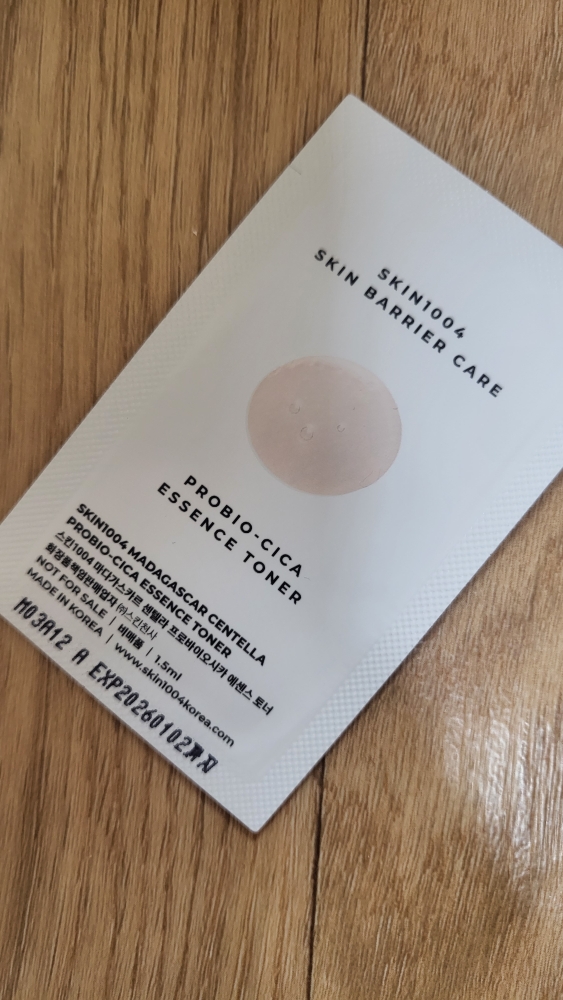 SKIN1004
SKIN BARRIER CARE
PROBIO-CICA
ESSENCE TONER
SKIN1004 MADAGASCAR CENTELLA
PROBIO-CICA ESSENCE TONER
스킨1004 마다가스카르 센텔라 프로바이오시카 에센스 토너
화장품책임판매업자 ㈜스킨천사
NOT FOR SALE | 비매품 | 1.5ml
MADE IN KOREA | www.skin1004korea.com
M03A12 A EXP20260102까지